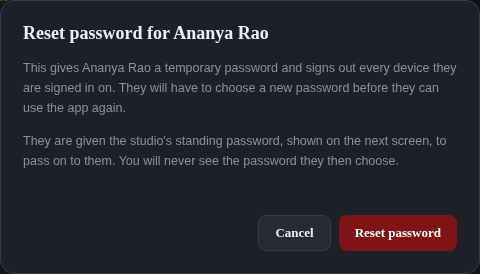 Reset password for Ananya Rao
This gives Ananya Rao a temporary password and signs out every device they
are signed in on. They will have to choose a new password before they can
use the app again.
They are given the studio's standing password, shown on the next screen, to
pass on to them. You will never see the password they then choose.
Cancel
Reset password